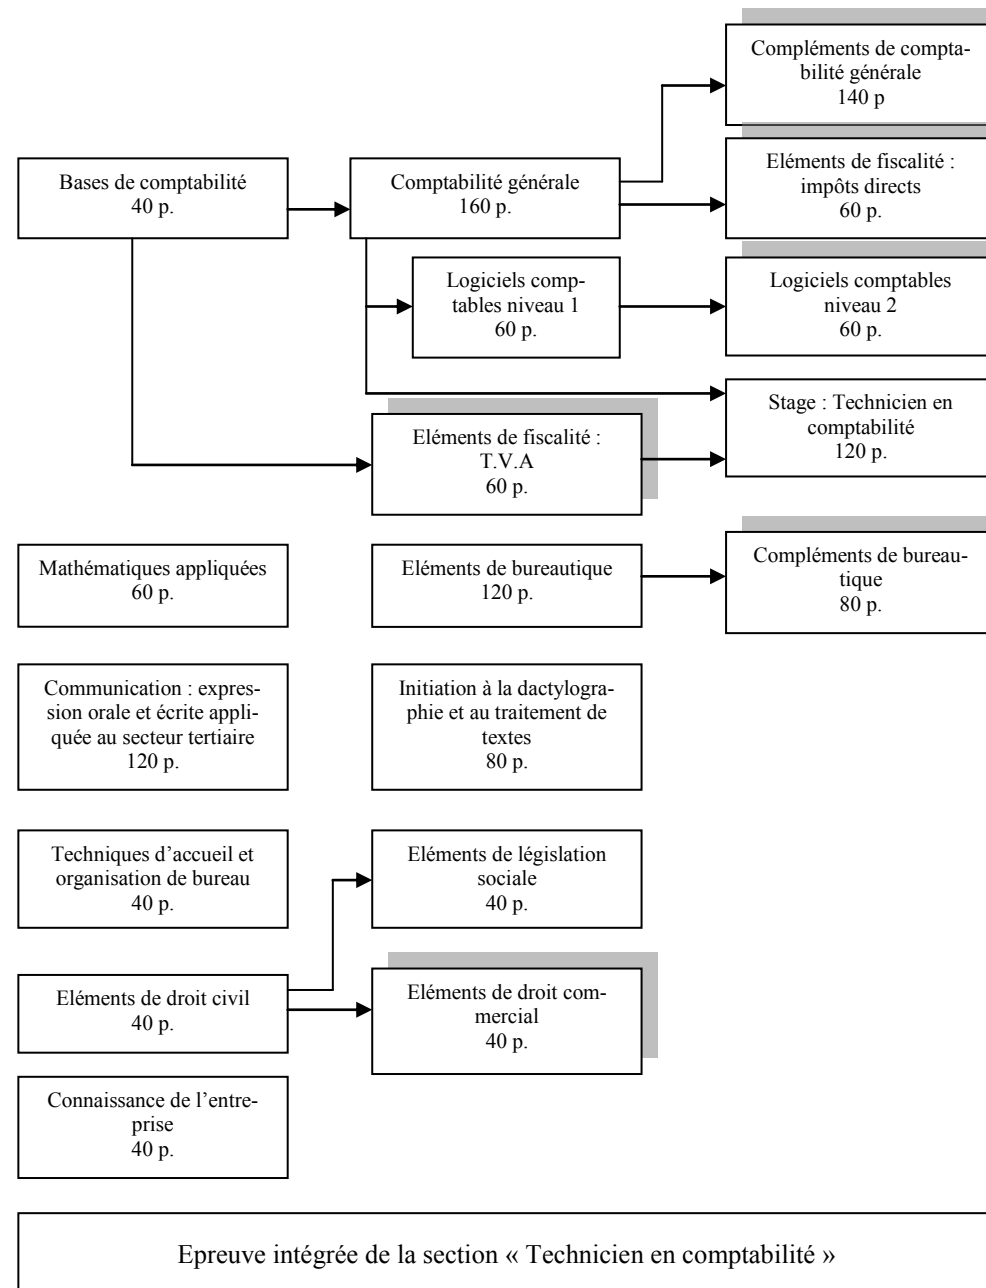 Compléments de compta-
bilité générale
140 p
Bases de comptabilité
40 p.
Comptabilité générale
160 p.
Eléments de fiscalité :
impôts directs
60 p.
Logiciels comp-
tables niveau 1
60 p.
Logiciels comptables
niveau 2
60 p.
Stage : Technicien en
comptabilité
120 p.
Eléments de fiscalité :
T.V.A
60 p.
Mathématiques appliquées
60 p.
Eléments de bureautique
120 p.
Compléments de bureau-
tique
80 p.
Communication : expres-
sion orale et écrite appli-
quée au secteur tertiaire
120 p.
Initiation à la dactylogra-
phie et au traitement de
textes
80 p.
Techniques d’accueil et
organisation de bureau
40 p.
Eléments de législation
sociale
40 p.
Eléments de droit civil
40 p.
Eléments de droit com-
mercial
40 p.
Connaissance de l’entre-
prise
40 p.
Epreuve intégrée de la section « Technicien en comptabilité »